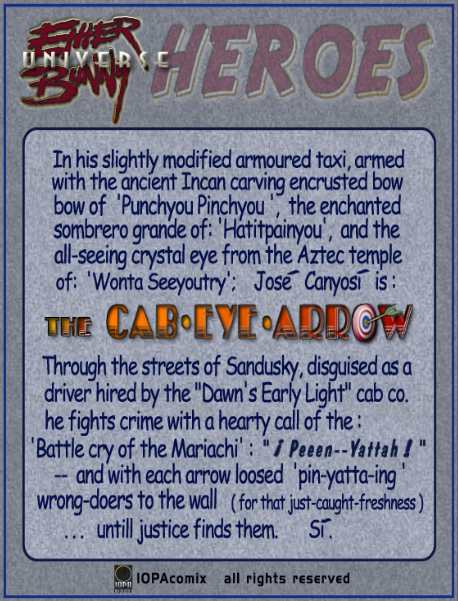 ETHER
UNIVERSE
BUNNY
HEROES
In his slightly modified armoured taxi, armed
with the ancient Incan carving encrusted bow
bow of 'Punchyou Pinchyou ', the enchanted
sombrero grande of: 'Hatitpainyou', and the
all-seeing crystal eye from the Aztec temple
of: 'Wonta Seeyoutry'; José Canyosí is :
THE CAB•EYE•ARROW
Through the streets of Sandusky, disguised as a
driver hired by the "Dawn's Early Light" cab co.
he fights crime with a hearty call of the :
'Battle cry of the Mariachi' : " ¡ Peeen--Yattah ! "
-- and with each arrow loosed 'pin-yatta-ing '
wrong-doers to the wall ( for that just-caught-freshness )
... untill justice finds them. Sí.
IOPA
COMIX
IOPAcomix all rights reserved